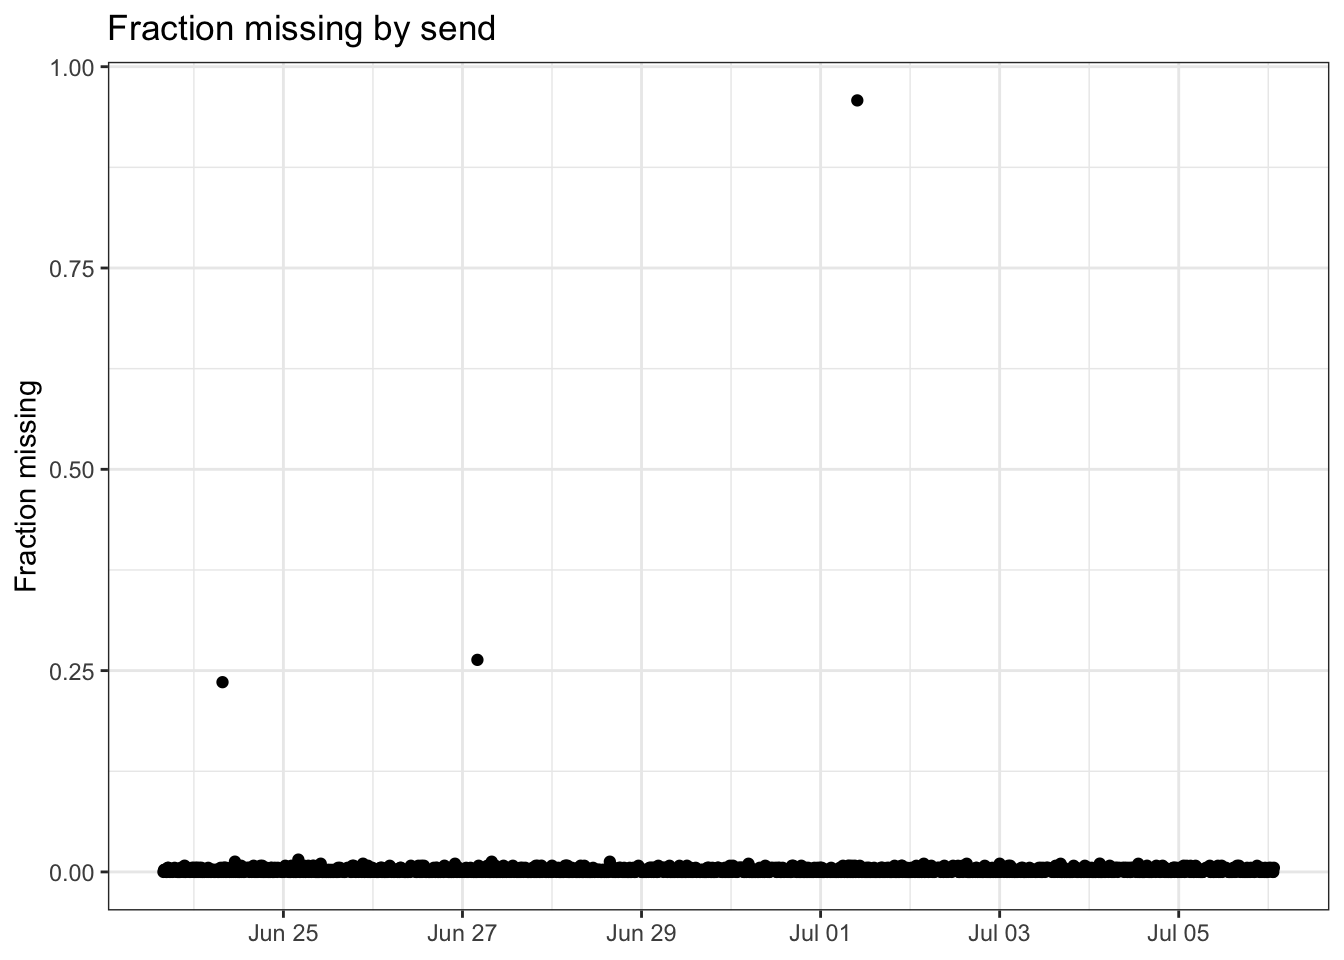 Fraction missing by send
1.00
0.75
0.50
0.25
0.00
Fraction missing
Jun 25
Jun 27
Jun 29
Jul 01
Jul 03
Jul 05